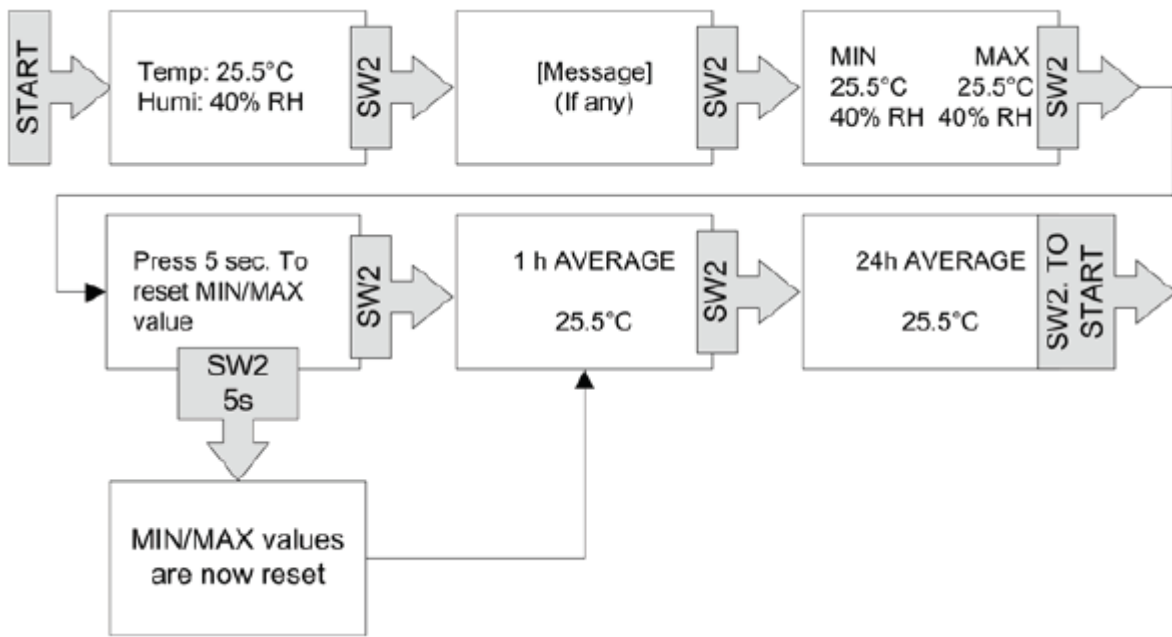 START
Temp: 25.5°C
Humi: 40% RH
SW2
[Message]
(If any)
SW2
MIN MAX
25.5°C 25.5°C
40% RH 40% RH
SW2
Press 5 sec. To
reset MIN/MAX
value
SW2
SW2
5s
1 h AVERAGE
25.5°C
SW2
24h AVERAGE
25.5°C
SW2. TO
START
MIN/MAX values
are now reset